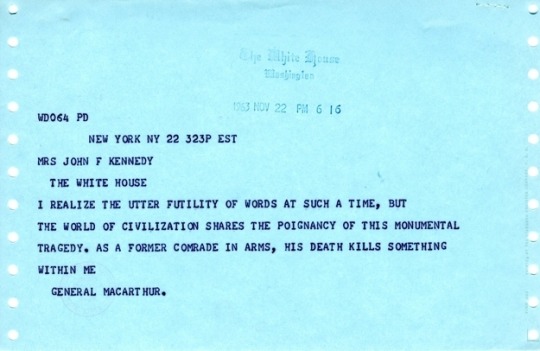 The White House
Washington
1963 NOV 22 PM 6 16
WD064 PD
NEW YORK NY 22 323P EST
MRS JOHN F KENNEDY
THE WHITE HOUSE
I REALIZE THE UTTER FUTILITY OF WORDS AT SUCH A TIME, BUT
THE WORLD OF CIVILIZATION SHARES THE POIGNANCY OF THIS MONUMENTAL
TRAGEDY. AS A FORMER COMRADE IN ARMS, HIS DEATH KILLS SOMETHING
WITHIN ME
GENERAL MACARTHUR.